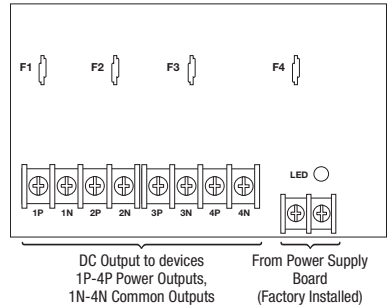 F1 F2 F3 F4
LED
1P 1N 2P 2N 3P 3N 4P 4N
DC Output to devices
1P-4P Power Outputs,
1N-4N Common Outputs
From Power Supply
Board
(Factory Installed)